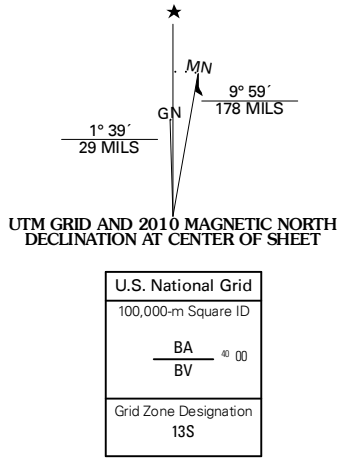 ★
MN
GN
9° 59´
178 MILS
1° 39´
29 MILS
UTM GRID AND 2010 MAGNETIC NORTH
DECLINATION AT CENTER OF SHEET
U.S. National Grid
100,000-m Square ID
BA
BV
40 00
Grid Zone Designation
13S